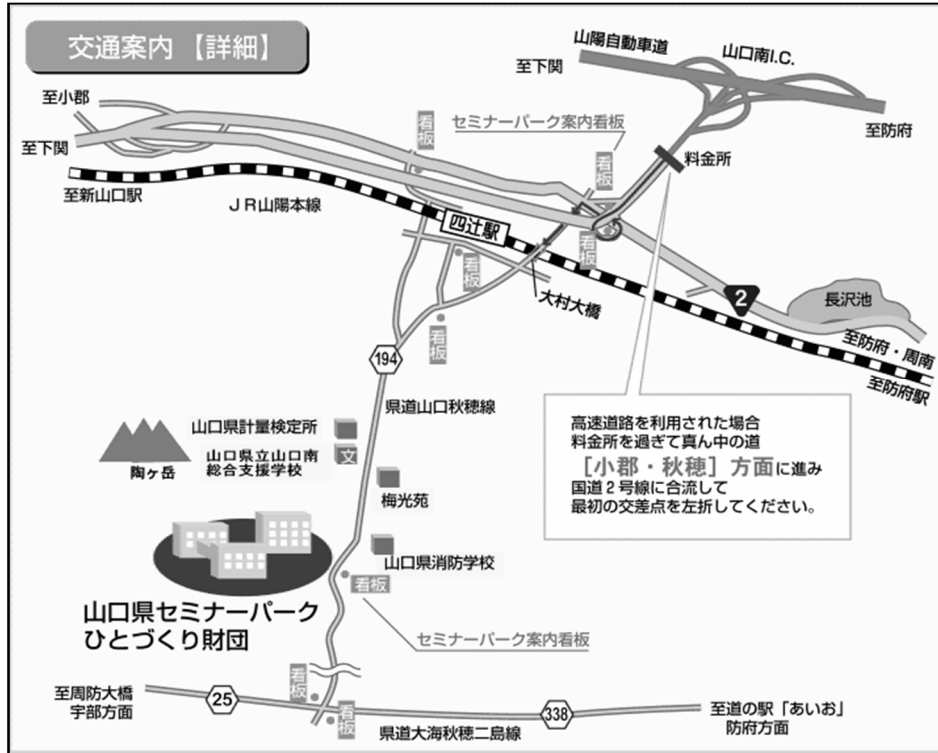 交通案内 【詳細】
山陽自動車道
山口南I.C.
至下関
至防府
料金所
至小郡
至下関
看板
セミナーパーク案内看板
看板
至新山口駅
JR山陽本線
四辻駅
看板
看板
大村大橋
看板
2
長沢池
至防府・周南
至防府駅
194
県道山口秋穂線
高速道路を利用された場合
料金所を過ぎて真ん中の道
［小郡・秋穂］方面に進み
国道2号線に合流して
最初の交差点を左折してください。
山口県計量検定所
陶ヶ岳
山口県立山口南
総合支援学校
文
梅光苑
山口県消防学校
看板
山口県セミナーパーク
ひとづくり財団
セミナーパーク案内看板
看板
至周防大橋
宇部方面
25
看板
県道大海秋穂二島線
338
至道の駅「あいお」
防府方面